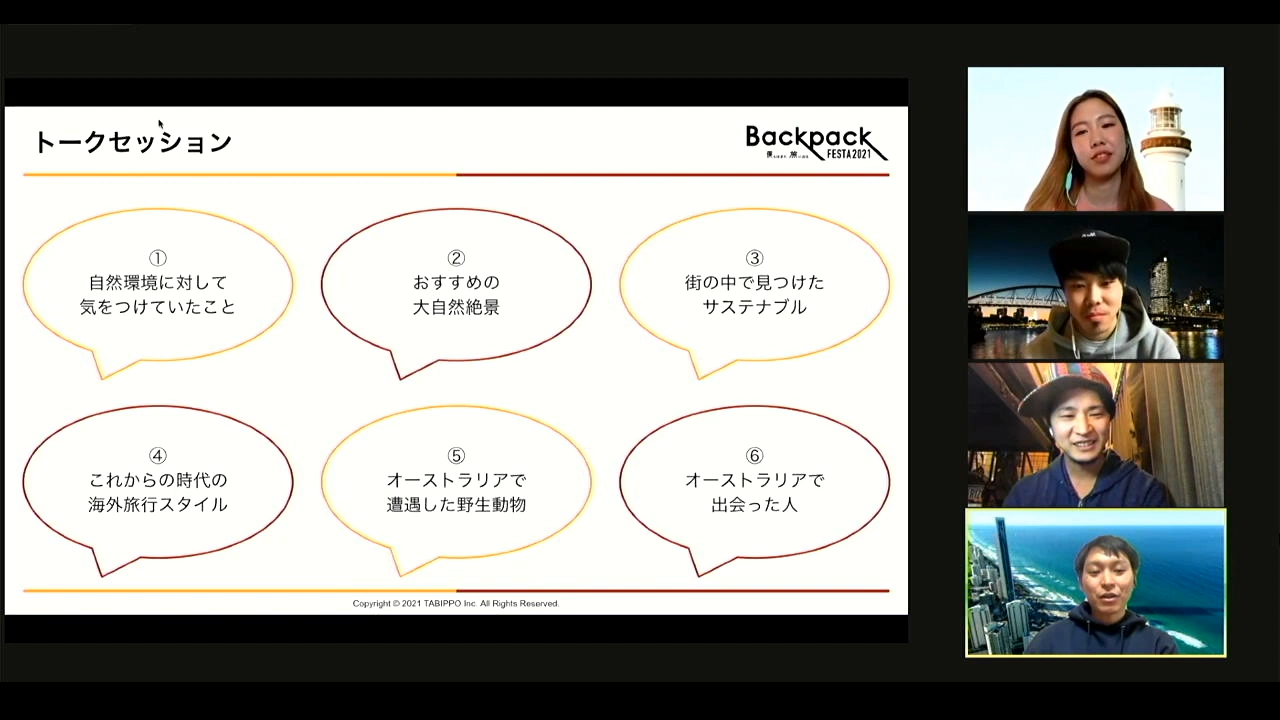 トークセッション
Backpack
FESTA2021
①
自然環境に対して
気をつけていたこと
②
おすすめの
大自然絶景
③
街の中で見つけた
サステナブル
④
これからの時代の
海外旅行スタイル
⑤
オーストラリアで
遭遇した野生動物
⑥
オーストラリアで
出会った人
Copyright © 2021 TABIPPO Inc. All Rights Reserved.